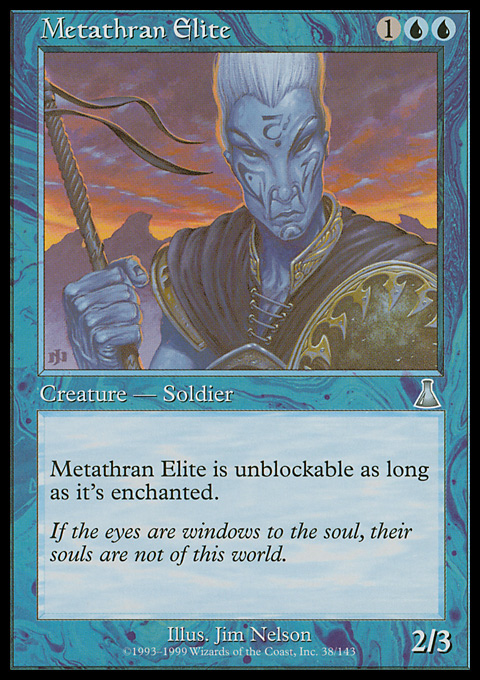 Metathran Elite 1
Creature — Soldier
Metathran Elite is unblockable as long
as it's enchanted.
If the eyes are windows to the soul, their
souls are not of this world.
Illus. Jim Nelson
©1993–1999 Wizards of the Coast, Inc. 38/143
2/3